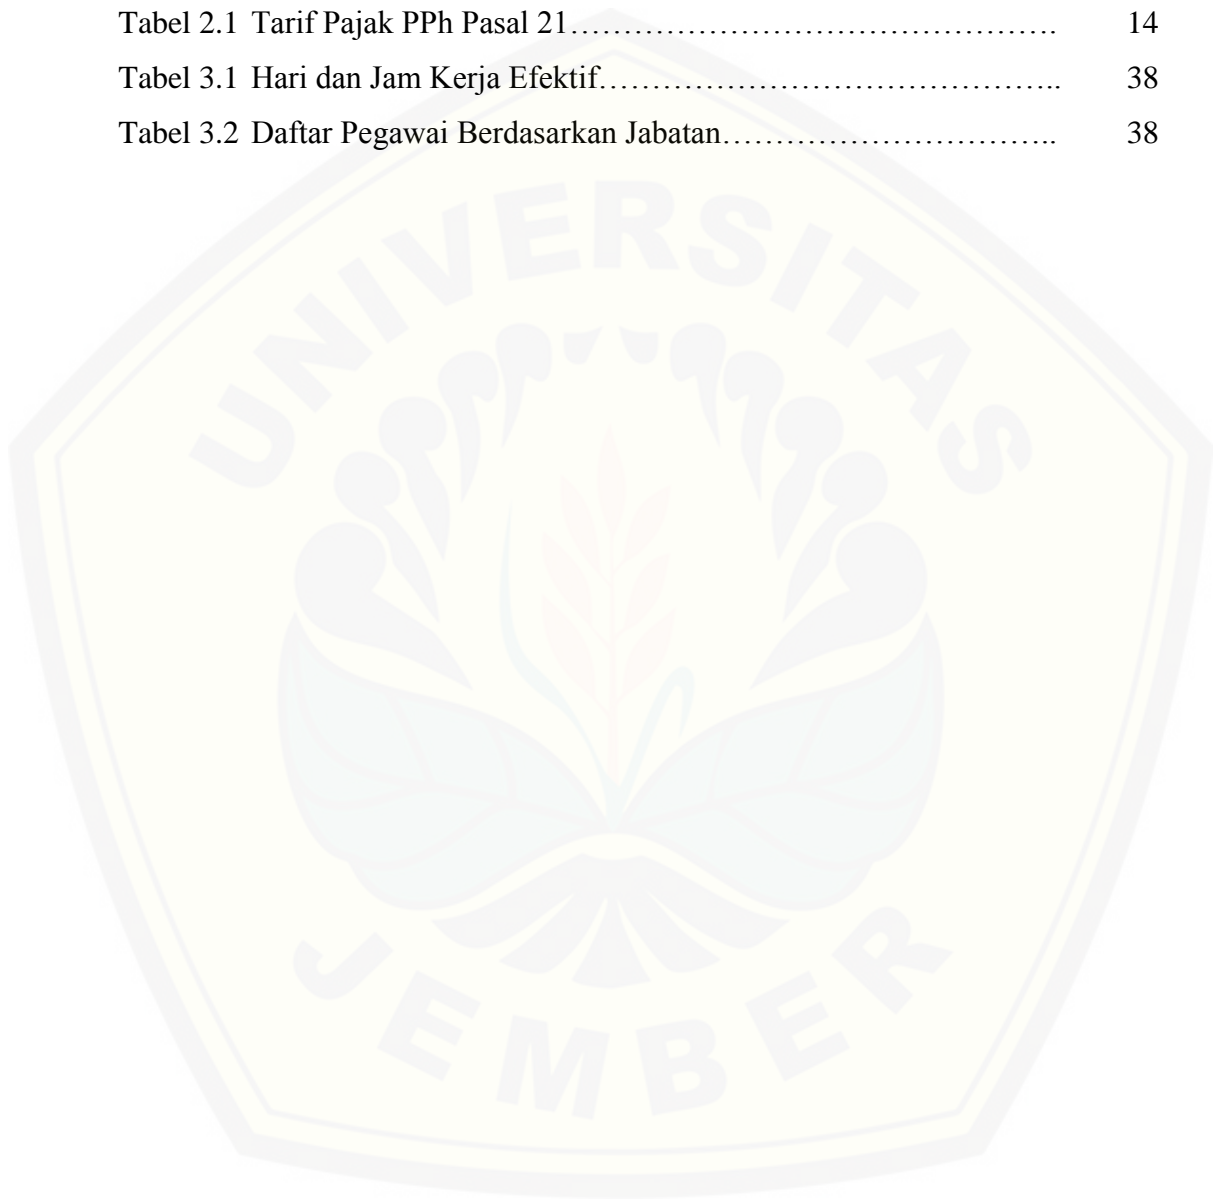 Tabel 2.1 Tarif Pajak PPh Pasal 21………………………………………. 14
Tabel 3.1 Hari dan Jam Kerja Efektif…………………………………….. 38
Tabel 3.2 Daftar Pegawai Berdasarkan Jabatan………………………….. 38
UNIVERSITAS
JEMBER